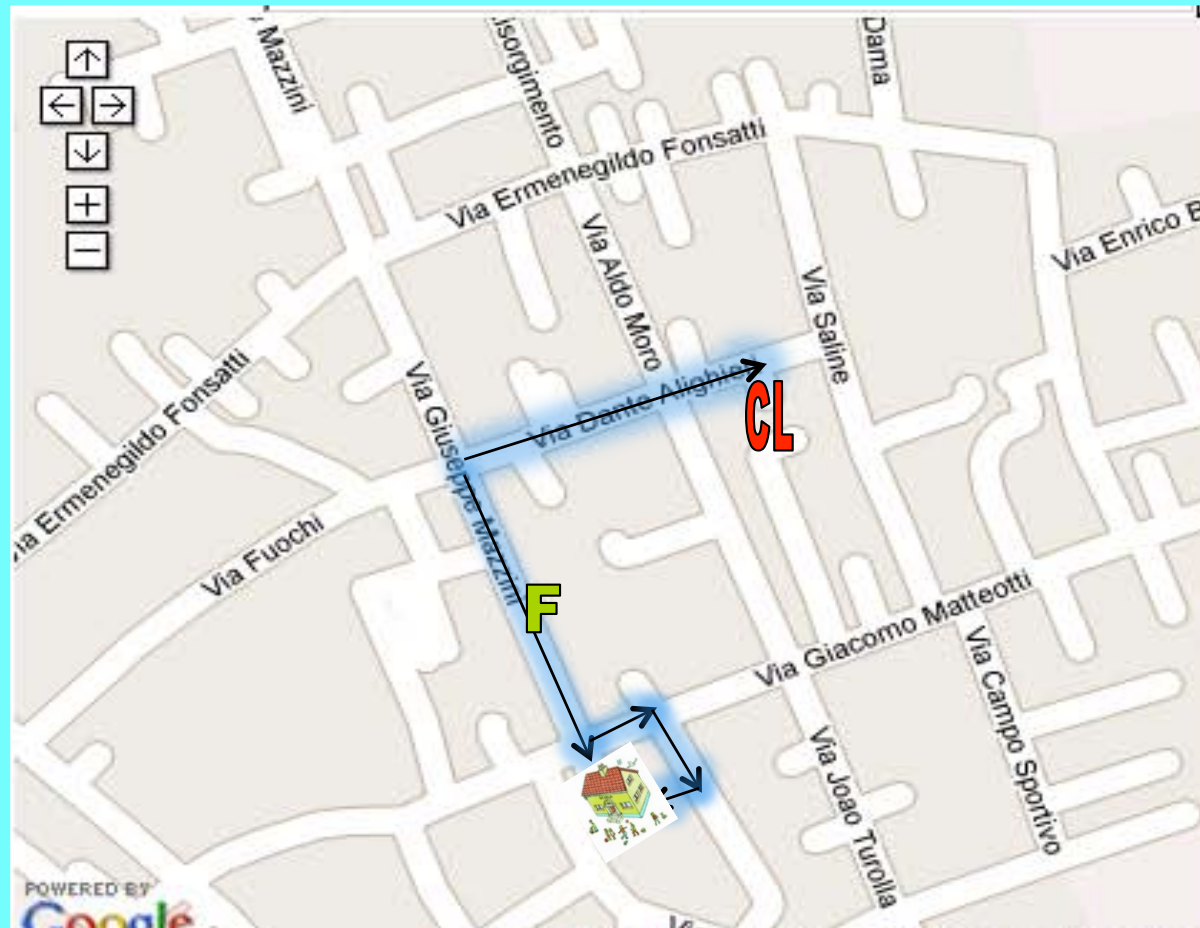 Mazzini
isorgimento
Dama
Via Ermenegildo Fonsatti
Via Enrico B
Via Aldo Moro
Via Saline
Via Ermenegildo Fonsatti
Via Giuseppe Mazzini
Via Dante Alighie
CL
Via Fuochi
F
Via Giacomo Matteotti
Via Campo Sportivo
Via Joao Turolla
POWERED BY
Google